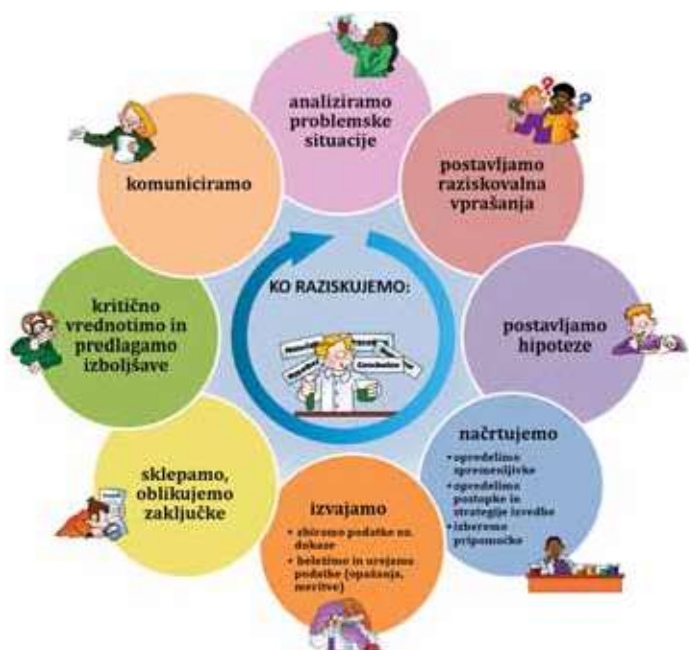 analiziramo
problemske
situacije
postavljamo
raziskovalna
vprašanja
postavljamo
hipoteze
načrtujemo
• opredelimo
spremenljivke
• opredelimo
postopke in
strategije izvedbe
• izberemo
pripomočke
izvajamo
• zbiramo podatke oz.
dokaze
• beležimo in urejamo
podatke (opažanja,
meritve)
sklepamo,
oblikujemo
zaključke
kritično
vrednotimo in
predlagamo
izboljšave
komuniciramo
KO RAZISKUJEMO:
Conclusion